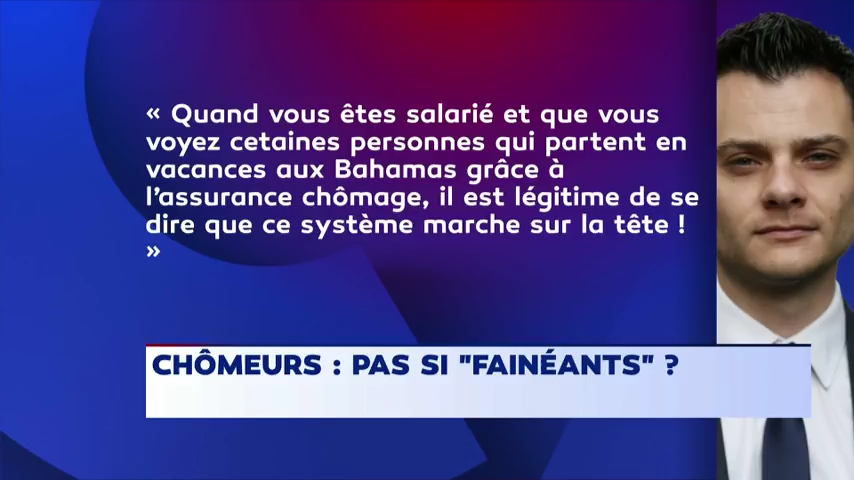 « Quand vous êtes salarié et que vous
voyez cetaines personnes qui partent en
vacances aux Bahamas grâce à
l’assurance chômage, il est légitime de se
dire que ce système marche sur la tête !
»
CHÔMEURS : PAS SI "FAINÉANTS" ?